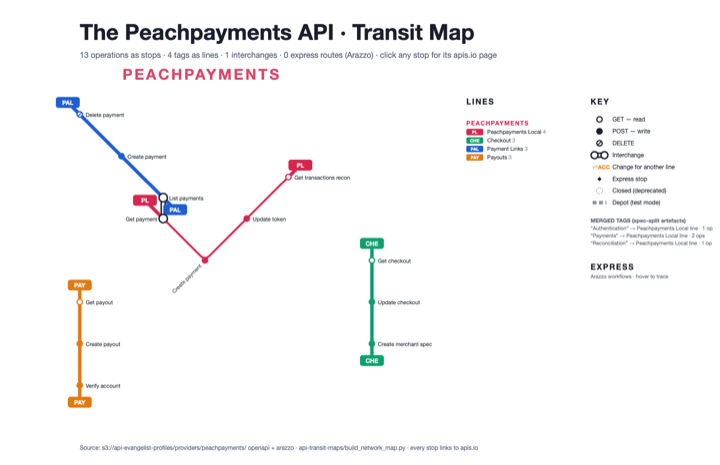 The Peachpayments API · Transit Map
13 operations as stops · 4 tags as lines · 1 interchanges · 0 express routes (Arazzo) · click any stop for its apis.io page
PEACHPAYMENTS
PAL
Delete payment
Create payment
List payments
PL
PAL
Get payment
Create payment
Update token
PL
Get transactions recon
CHE
Get checkout
Update checkout
Create merchant spec
CHE
PAY
Get payout
Create payout
Verify account
PAY
LINES
PEACHPAYMENTS
PL Peachpayments Local 4
CHE Checkout 3
PAL Payment Links 3
PAY Payouts 3
KEY
GET — read
POST — write
DELETE
Interchange
ACC Change for another line
Express stop
Closed (deprecated)
Depot (test mode)
MERGED TAGS (spec-split artefacts)
"Authentication" → Peachpayments Local line · 1 op
"Payments" → Peachpayments Local line · 2 ops
"Reconciliation" → Peachpayments Local line · 1 op
EXPRESS
Arazzo workflows · hover to trace
Source: s3://api-evangelist-profiles/providers/peachpayments/ openapi + arazzo · api-transit-maps/build_network_map.py · every stop links to apis.io